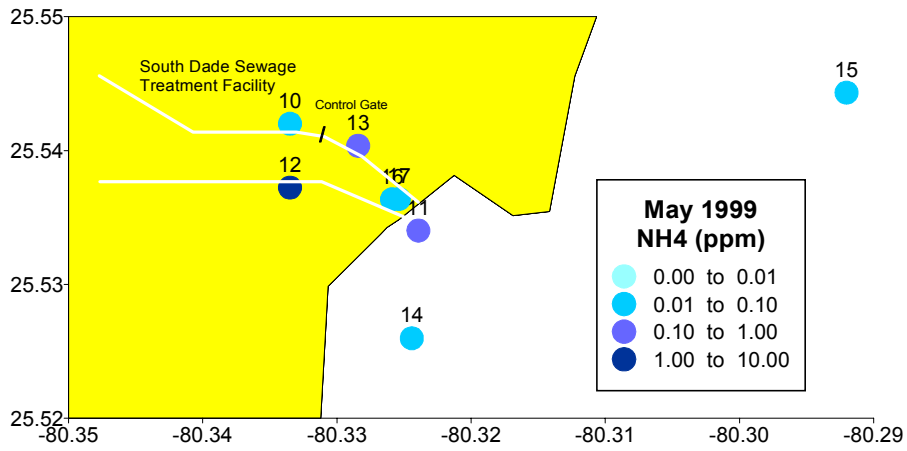 25.55
15
South Dade Sewage
Treatment Facility
10
Control Gate
13
25.54
12
16
17
11
May 1999
NH4 (ppm)
0.00 to 0.01
0.01 to 0.10
0.10 to 1.00
1.00 to 10.00
25.53
14
25.52
-80.35 -80.34 -80.33 -80.32 -80.31 -80.30 -80.29